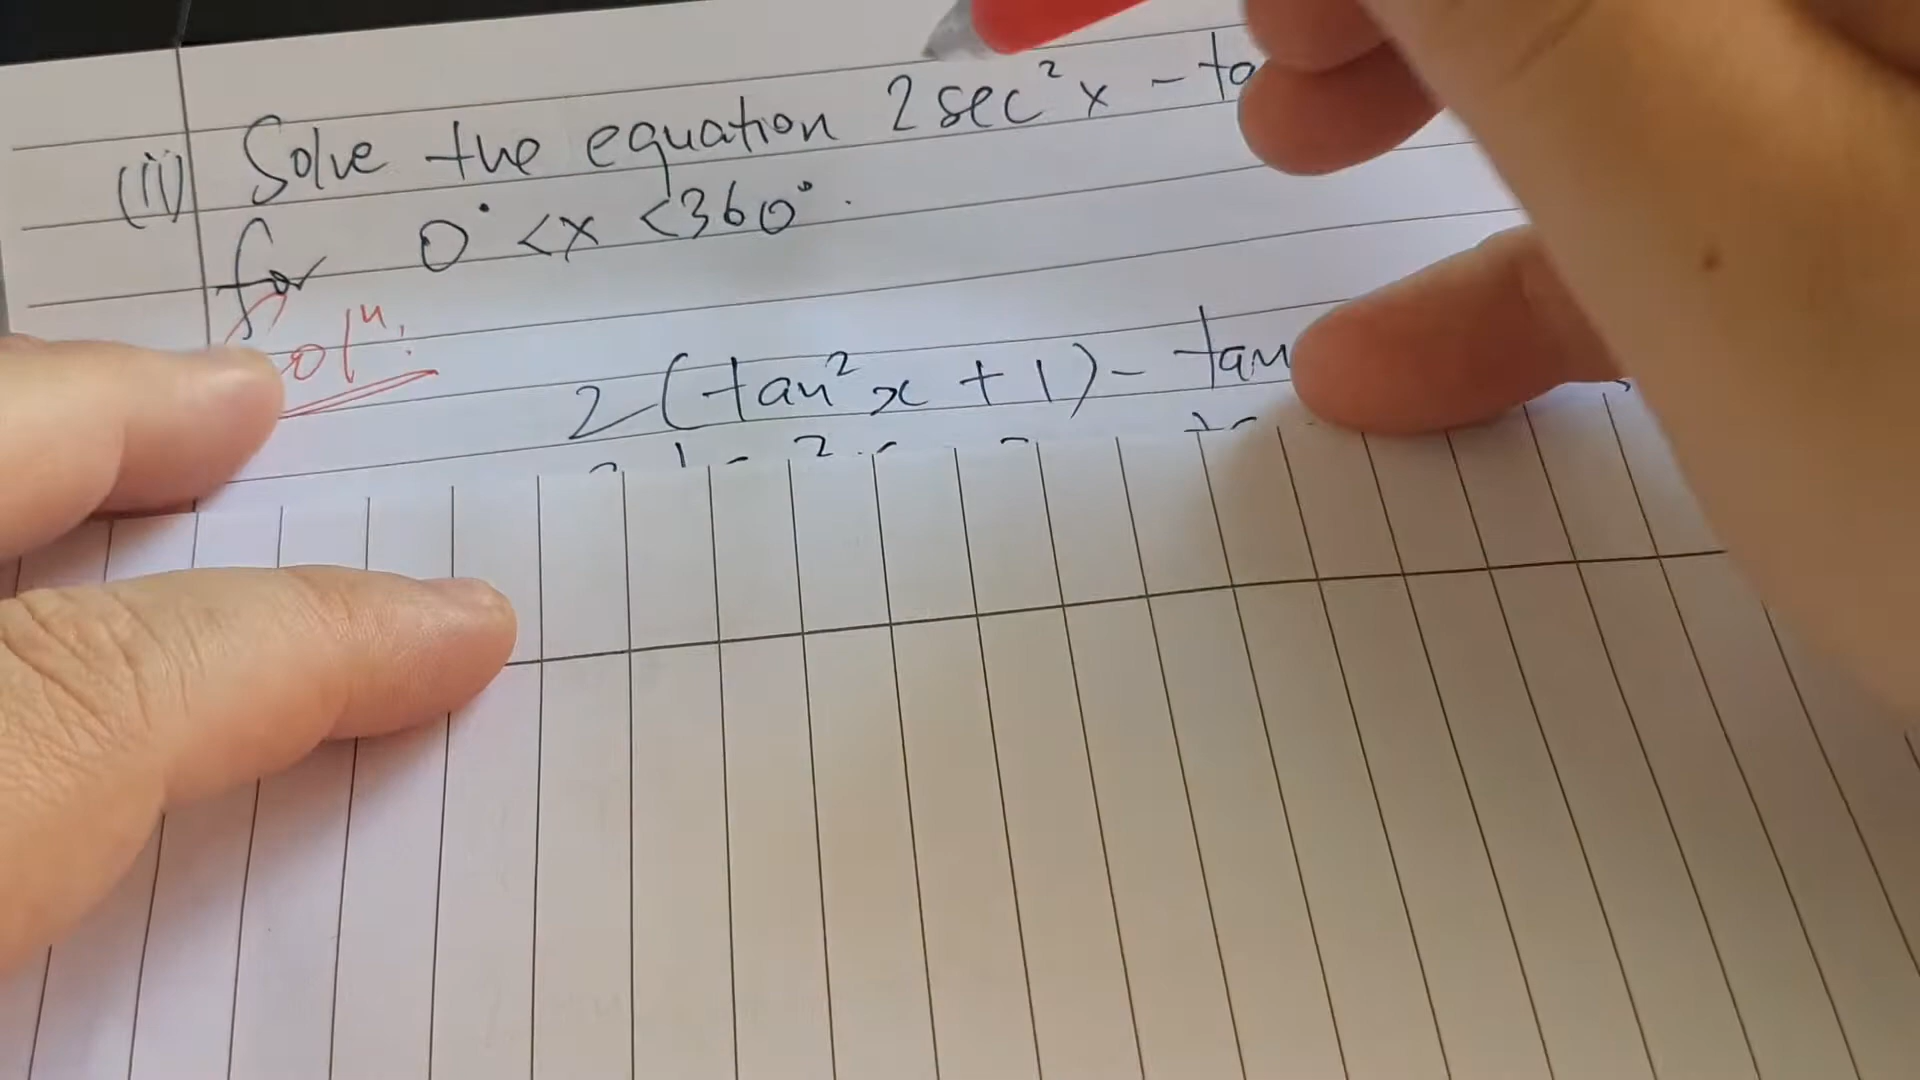 (ii) Solve the equation 2sec²x - ta
for 0° < x < 360°.
Solⁿ:
2(tan²x + 1) - tan